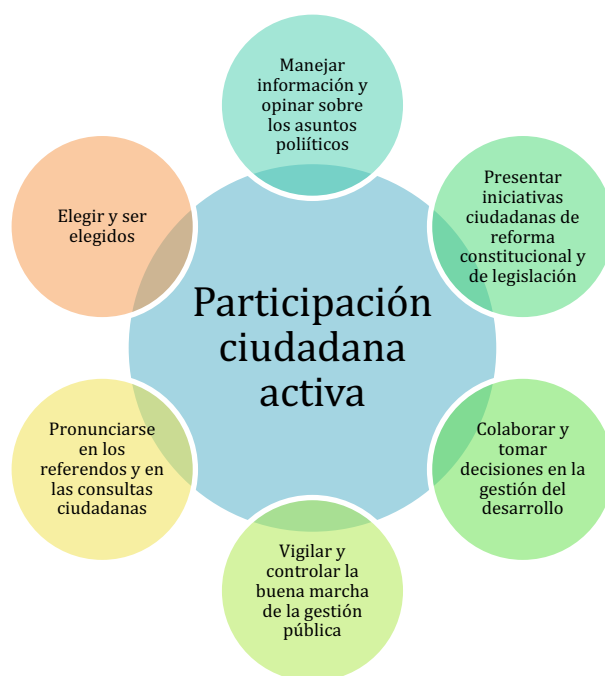 Manejar
información y
opinar sobre
los asuntos
poliíticos
Presentar
iniciativas
ciudadanas de
reforma
constitucional y
de legislación
Colaborar y
tomar
decisiones en la
gestión del
desarrollo
Vigilar y
controlar la
buena marcha
de la gestión
pública
Pronunciarse
en los
referendos y en
las consultas
ciudadanas
Elegir y ser
elegidos
Participación
ciudadana
activa